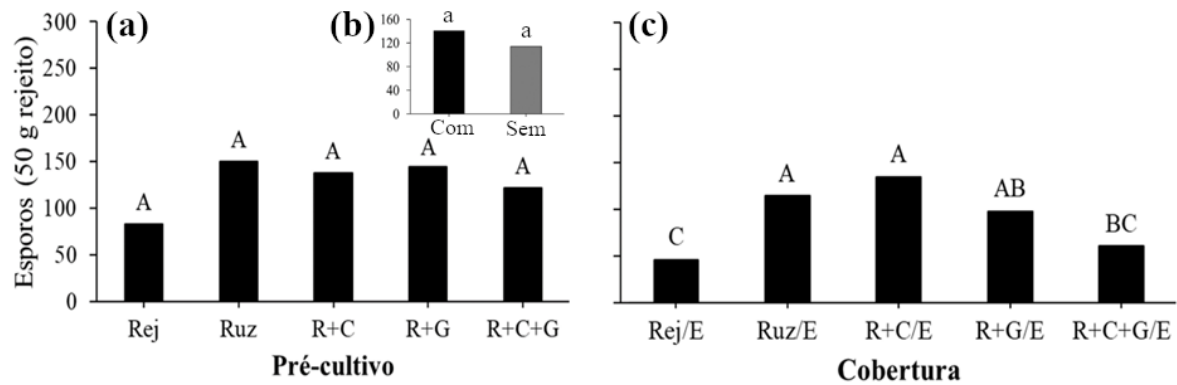 (a)
Esporos (50 g rejeito)
300
250
200
150
100
50
0
A
A
A
A
A
Rej
Ruz
R+C
R+G
R+C+G
Pré-cultivo
(b)
160
120
80
40
0
a
a
Com
Sem
(c)
C
A
A
AB
BC
Rej/E
Ruz/E
R+C/E
R+G/E
R+C+G/E
Cobertura